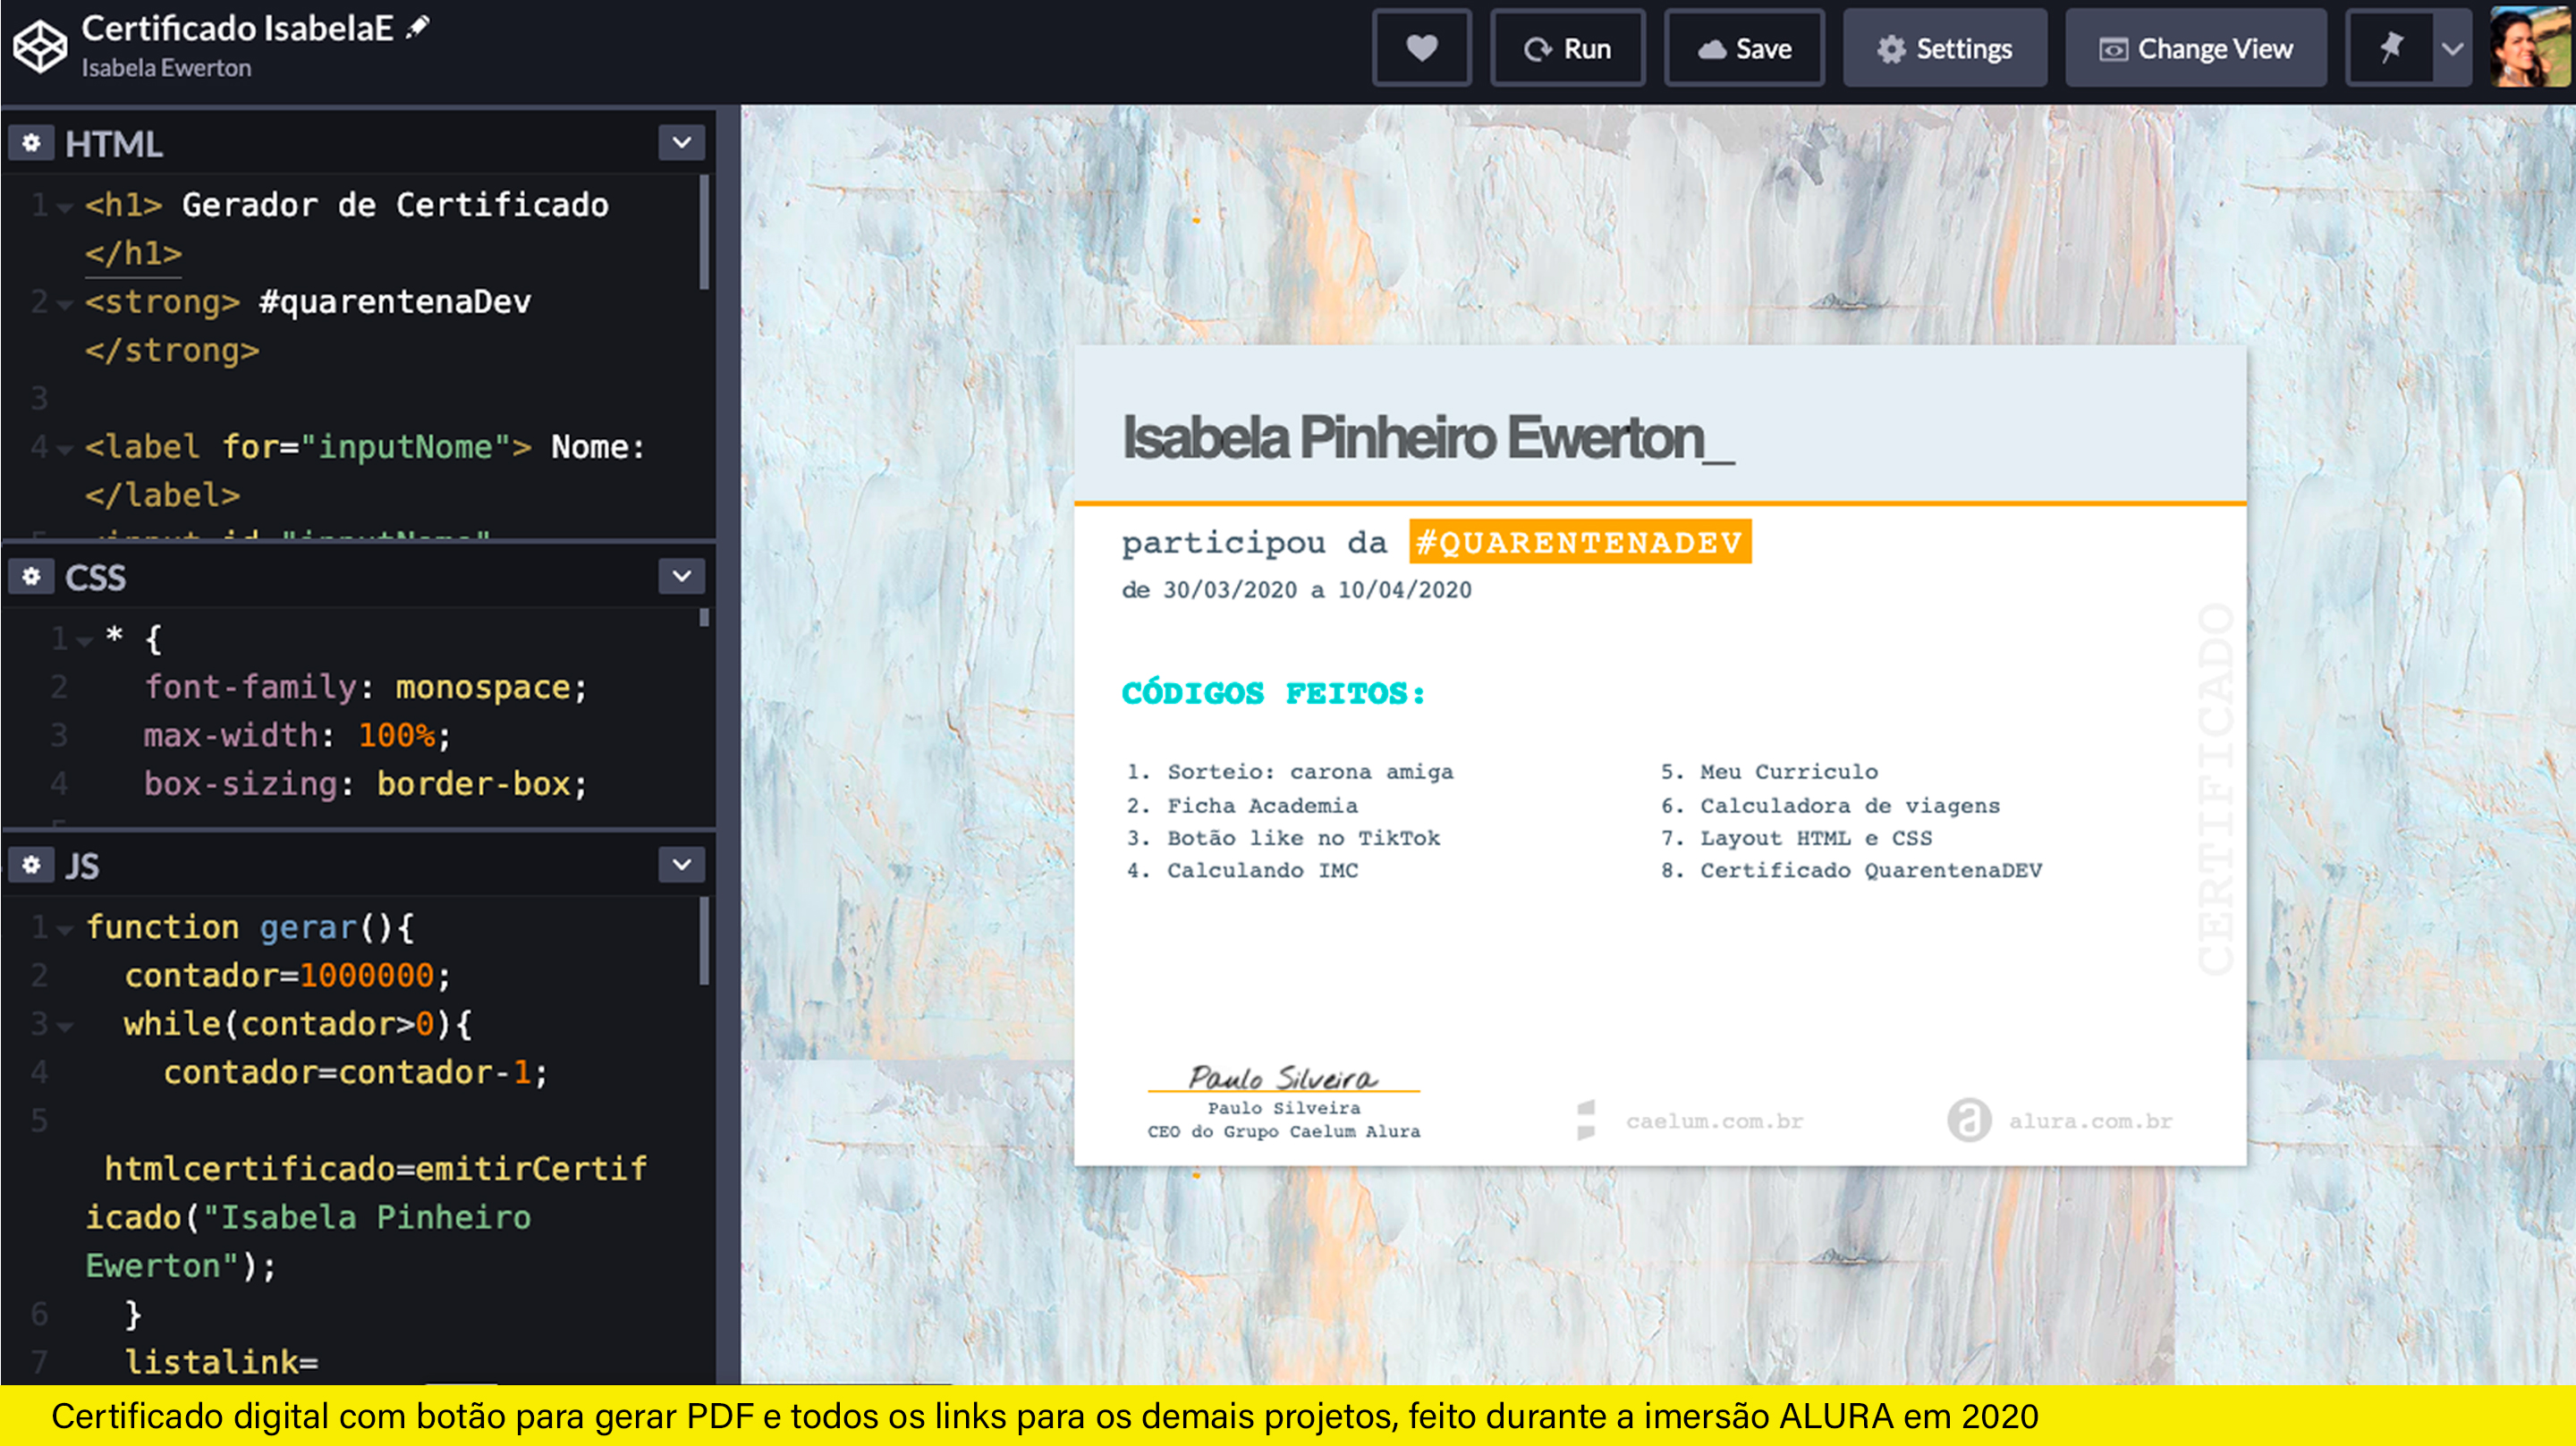 Certificado IsabelaE
Isabela Ewerton
Run
Save
Settings
Change View
HTML
1 <h1> Gerador de Certificado
</h1>
2 <strong> #quarentenaDev
</strong>
3
4 <label for="inputNome"> Nome:
</label>
CSS
1 * {
2 font-family: monospace;
3 max-width: 100%;
4 box-sizing: border-box;
JS
1 function gerar(){
2 contador=1000000;
3 while(contador>0){
4 contador=contador-1;
5
htmlcertificado=emitirCertif
icado("Isabela Pinheiro
Ewerton");
6 }
7 listalink=
Isabela Pinheiro Ewerton_
participou da #QUARENTENADEV
de 30/03/2020 a 10/04/2020
CÓDIGOS FEITOS:
1. Sorteio: carona amiga
2. Ficha Academia
3. Botão like no TikTok
4. Calculando IMC
5. Meu Curriculo
6. Calculadora de viagens
7. Layout HTML e CSS
8. Certificado QuarentenaDEV
CERTIFICADO
Paulo Silveira
Paulo Silveira
CEO do Grupo Caelum Alura
caelum.com.br
alura.com.br
Certificado digital com botão para gerar PDF e todos os links para os demais projetos, feito durante a imersão ALURA em 2020